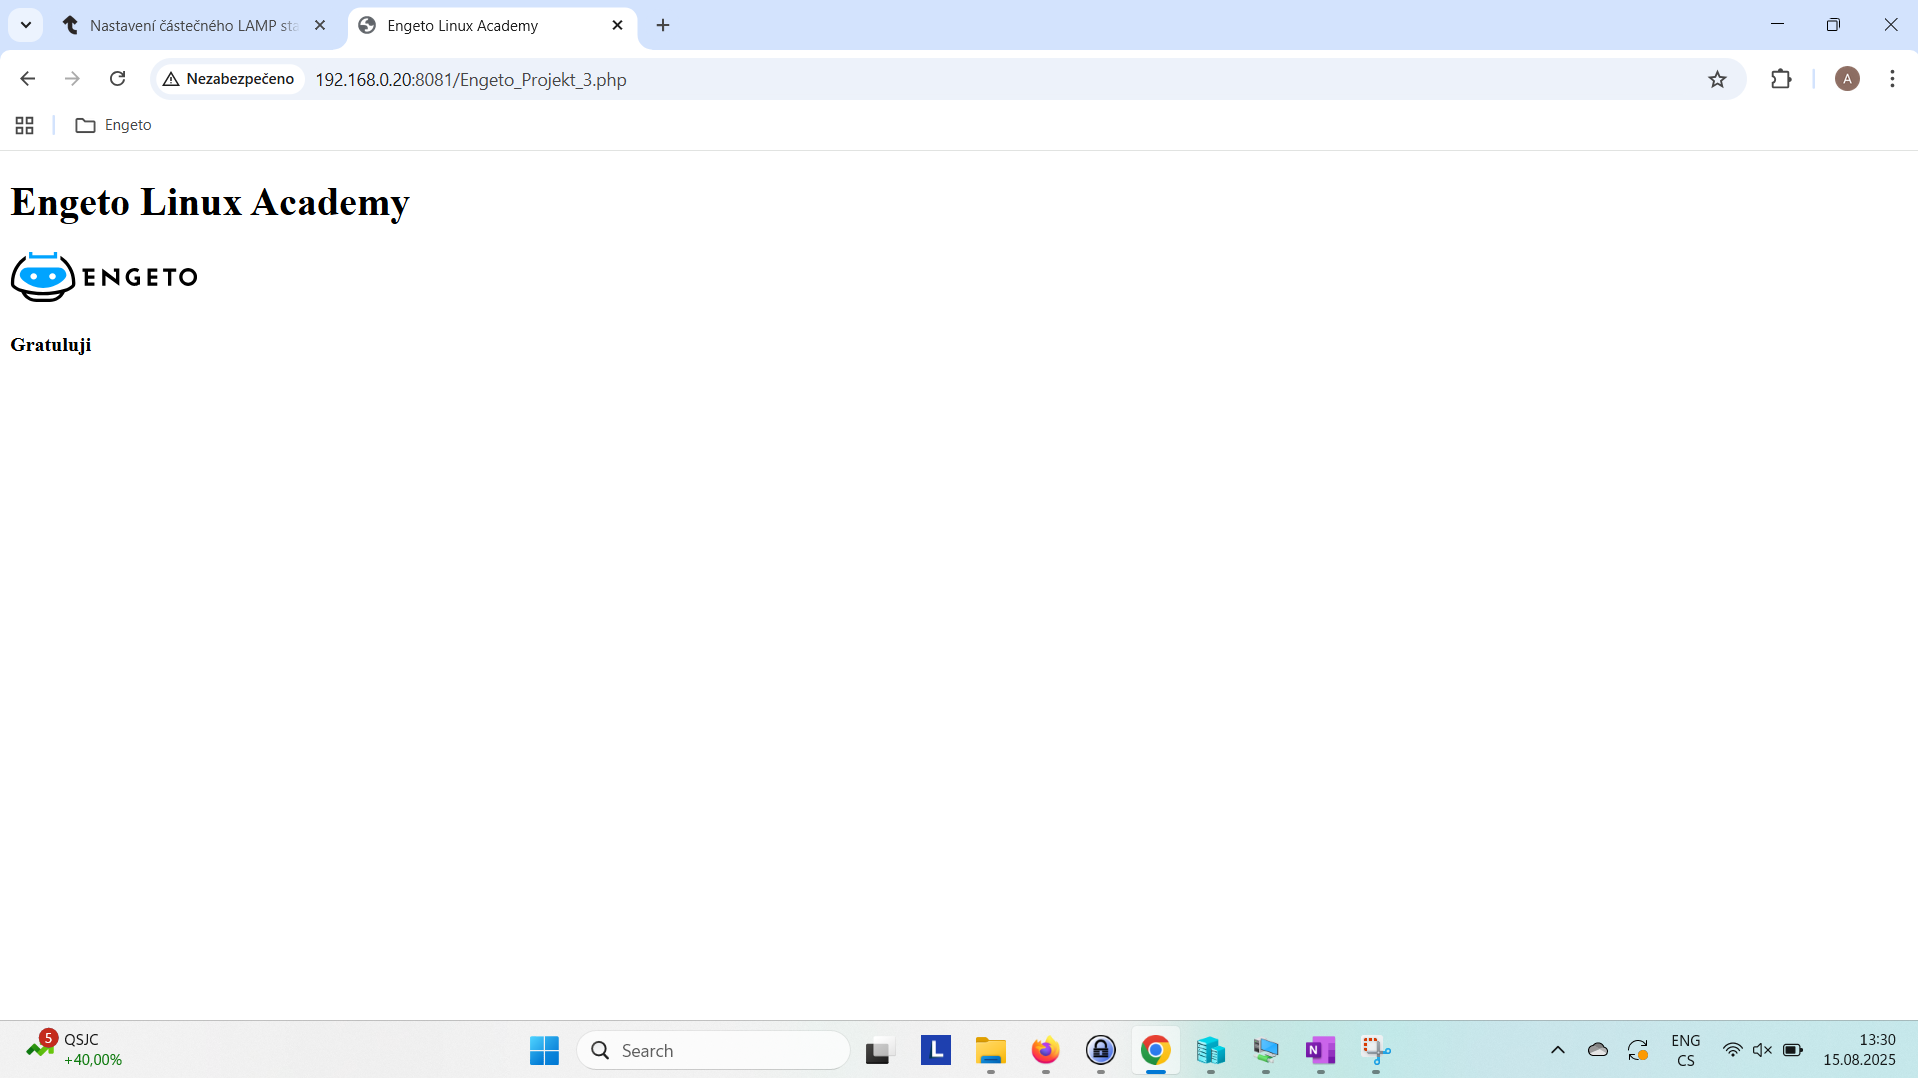 Nastavení částečného LAMP sta
Engeto Linux Academy
Nezabezpečeno
192.168.0.20:8081/Engeto_Projekt_3.php
A
Engeto
Engeto Linux Academy
ENGETO
Gratuluji
5
QSJC
+40,00%
Search
L
N
ENG
CS
13:30
15.08.2025